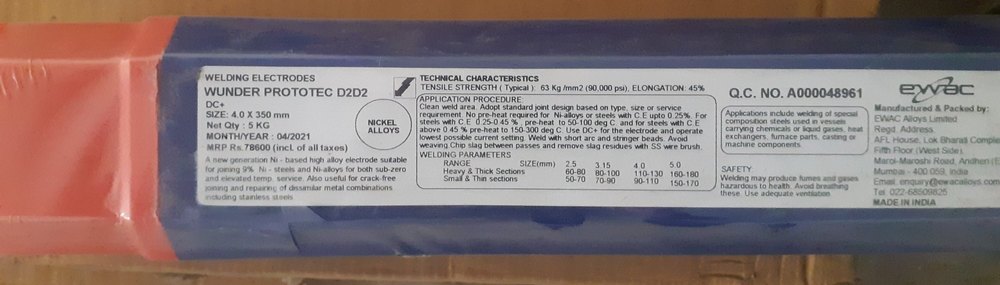 WELDING ELECTRODES
WUNDER PROTOTEC D2D2
DC+
SIZE: 4.0 X 350 mm
Net Qty : 5 KG
MONTH/YEAR : 04/2021
MRP Rs.78600 (incl. of all taxes)
A new generation Ni - based high alloy electrode suitable
for joining 9% Ni - steels and Ni-alloys for both sub-zero
and elevated temp. service. Also useful for crack-free
joining and repairing of dissimilar metal combinations
including stainless steels
NICKEL
ALLOYS
TECHNICAL CHARACTERISTICS
TENSILE STRENGTH ( Typical ): 63 Kg /mm2 (90,000 psi), ELONGATION: 45%
APPLICATION PROCEDURE:
Clean weld area. Adopt standard joint design based on type, size or service
requirement. No pre-heat required for Ni-alloys or steels with C.E upto 0.25%. For
steels with C.E 0.25-0.45 % , pre-heat to 50-100 deg C. and for steels with C.E
above 0.45 % pre-heat to 150-300 deg C. Use DC+ for the electrode and operate
lowest possible current setting. Weld with short arc and stringer beads. Avoid
weaving.Chip slag between passes and remove slag residues with SS wire brush.
WELDING PARAMETERS
RANGE SIZE(mm) 2.5 3.15 4.0 5.0
Heavy & Thick Sections 60-80 80-100 110-130 160-180
Small & Thin sections 50-70 70-90 90-110 150-170
Q.C. NO. A000048961
Applications include welding of special
composition steels used in vessels
carrying chemicals or liquid gases, heat
exchangers, furnace parts, casting or
machine components.
SAFETY:
Welding may produce fumes and gases
hazardous to health. Avoid breathing
these. Use adequate ventilation
ewac
Manufactured & Packed by:
EWAC Alloys Limited
Regd. Address
AFL House, Lok Bharati Comple
Fifth Floor (West Side),
Marol-Maroshi Road, Andheri (E
Mumbai - 400 059, India
Email: enquiry@ewacalloys.com
Tel: 022-68509825
MADE IN INDIA